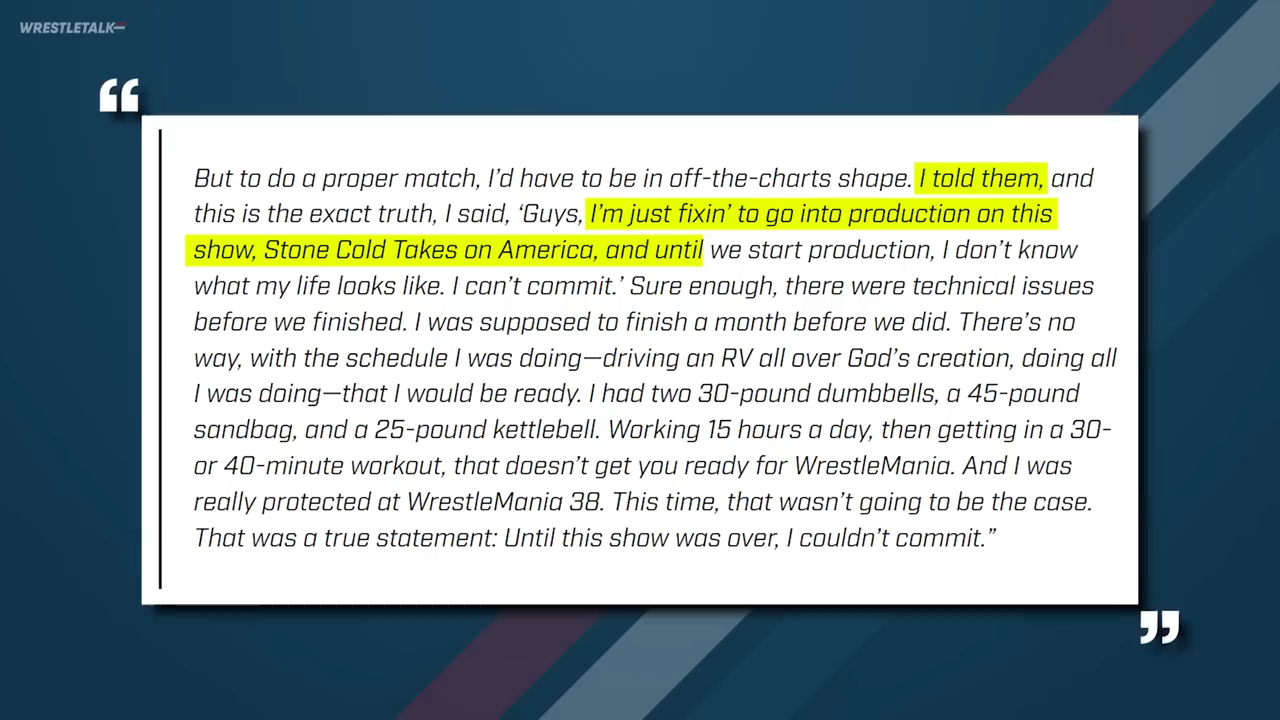 WRESTLETALK
“
But to do a proper match, I’d have to be in off-the-charts shape. I told them, and
this is the exact truth, I said, ‘Guys, I’m just fixin’ to go into production on this
show, Stone Cold Takes on America, and until we start production, I don’t know
what my life looks like. I can’t commit.’ Sure enough, there were technical issues
before we finished. I was supposed to finish a month before we did. There’s no
way, with the schedule I was doing—driving an RV all over God’s creation, doing all
I was doing—that I would be ready. I had two 30-pound dumbbells, a 45-pound
sandbag, and a 25-pound kettlebell. Working 15 hours a day, then getting in a 30-
or 40-minute workout, that doesn’t get you ready for WrestleMania. And I was
really protected at WrestleMania 38. This time, that wasn’t going to be the case.
That was a true statement: Until this show was over, I couldn’t commit.”
”